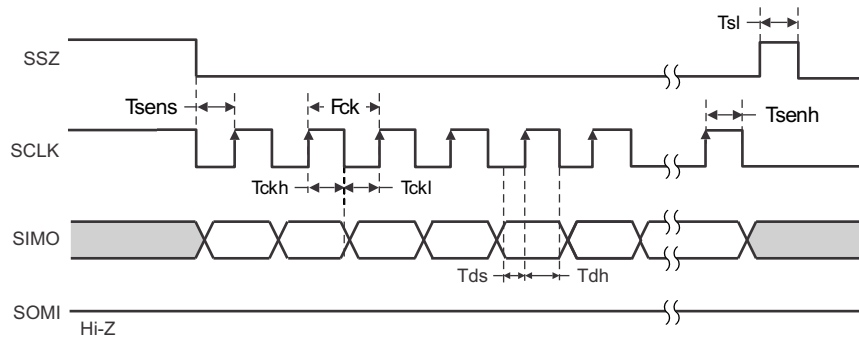 Tsl
SSZ
Tsens
Fck
Tsenh
SCLK
Tckh
Tckl
SIMO
Tds
Tdh
SOMI
Hi-Z